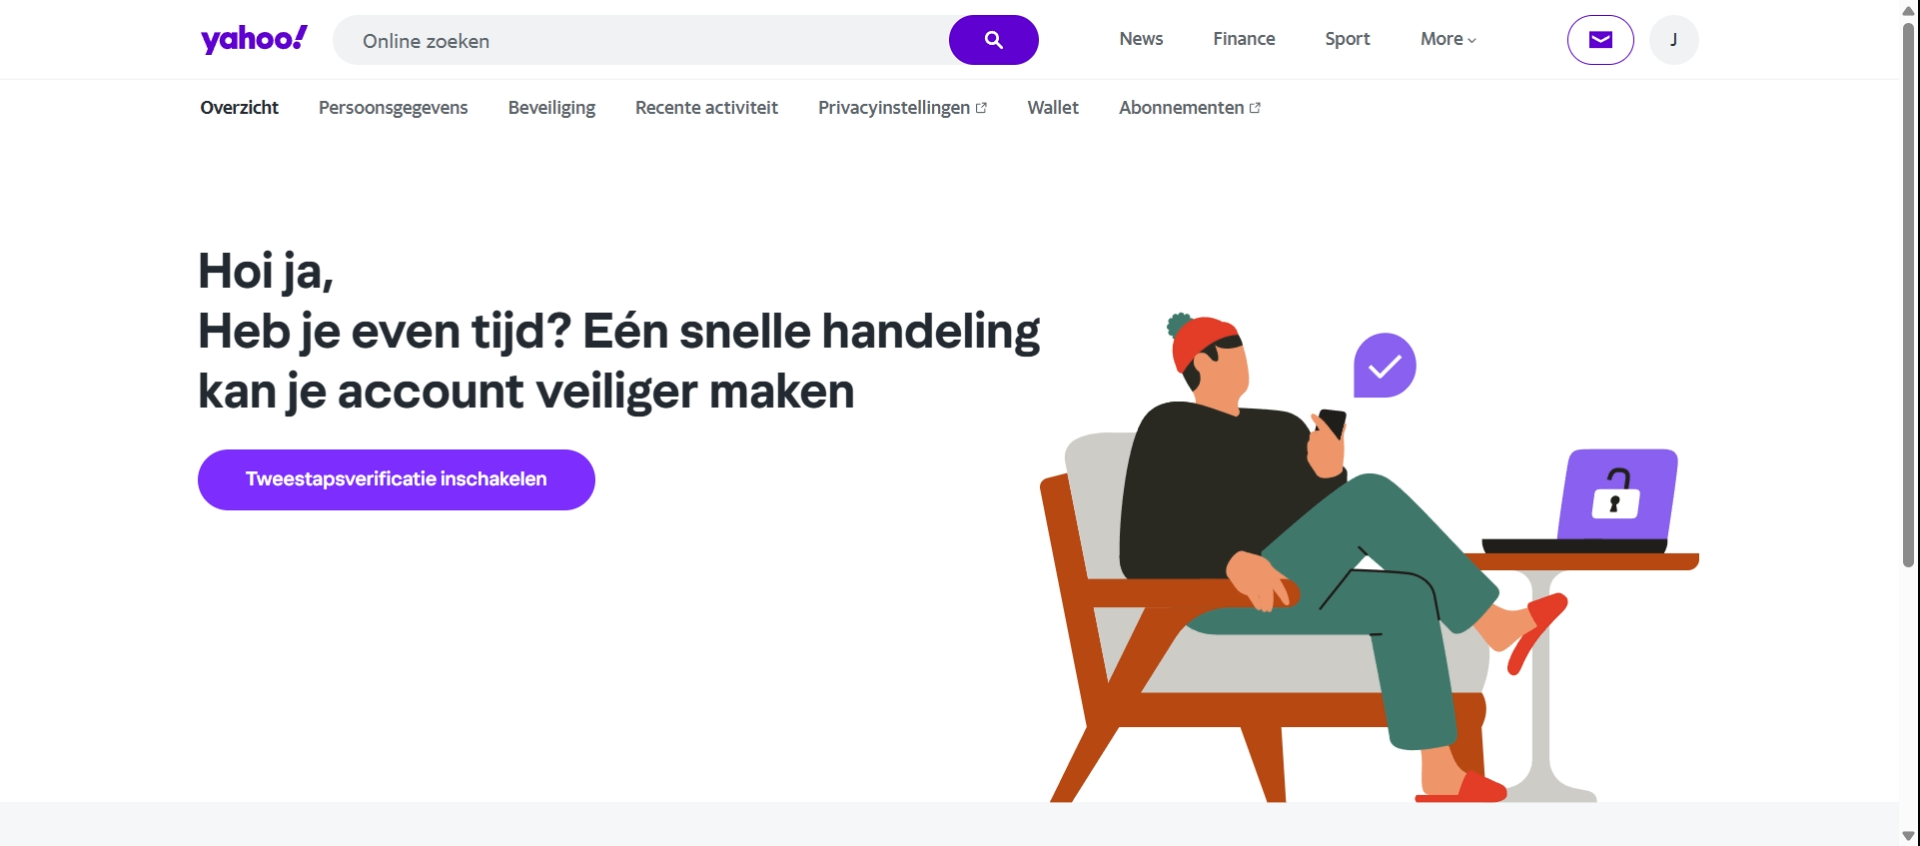 yahoo!
Online zoeken
News Finance Sport More
J
Overzicht Persoonsgegevens Beveiliging Recente activiteit Privacyinstellingen Wallet Abonnementen
Hoi ja,
Heb je even tijd? Eén snelle handeling
kan je account veiliger maken
Tweestapsverificatie inschakelen